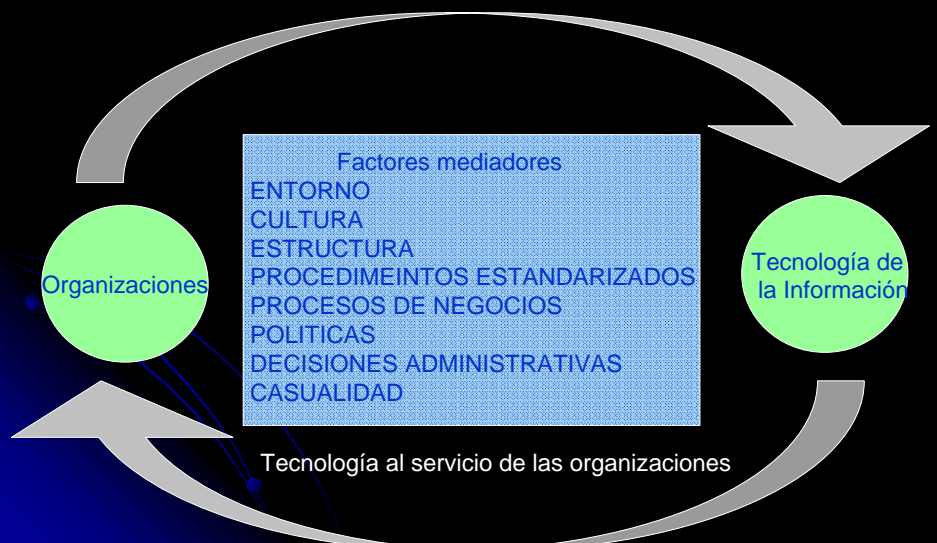 Factores mediadores
ENTORNO
CULTURA
ESTRUCTURA
PROCEDIMEINTOS ESTANDARIZADOS
PROCESOS DE NEGOCIOS
POLITICAS
DECISIONES ADMINISTRATIVAS
CASUALIDAD
Organizaciones
Tecnología de
la Información
Tecnología al servicio de las organizaciones